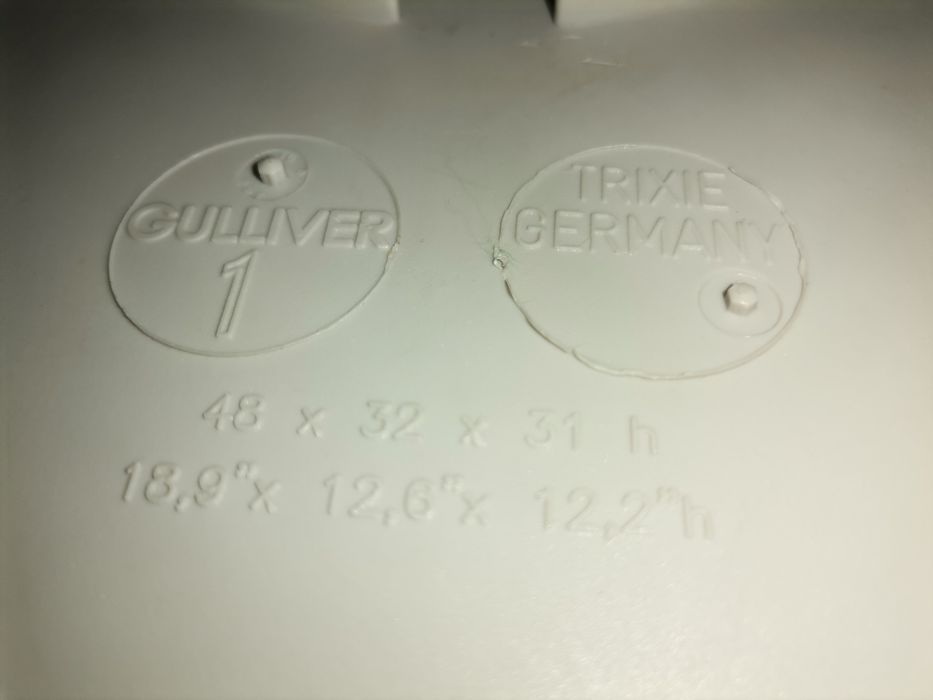 GULLIVER
1
TRIXIE
GERMANY
48 x 32 x 31 h
18,9"x 12,6"x 12,2"h